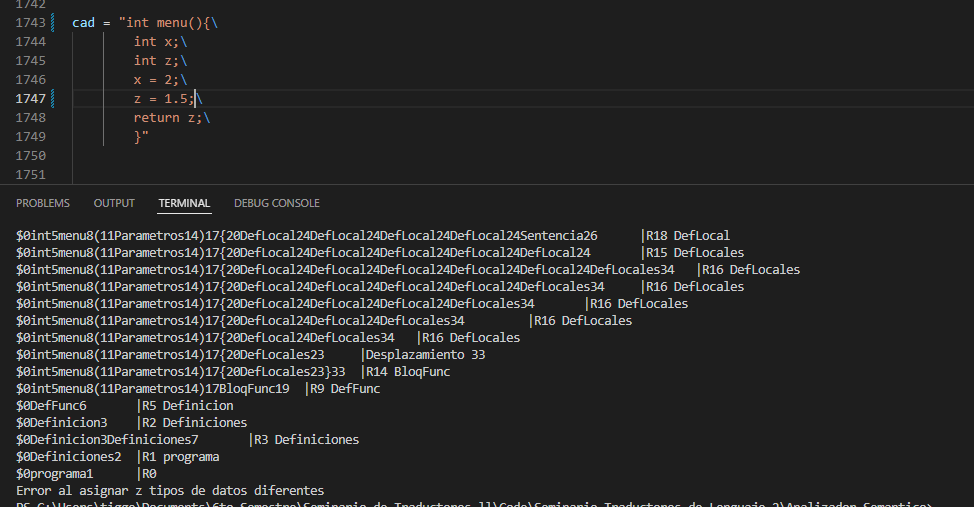 1742
1743 cad = "int menu(){\
1744 int x;\
1745 int z;\
1746 x = 2;\
1747 z = 1.5;\
1748 return z;\
1749 }"
1750
1751
PROBLEMS OUTPUT TERMINAL DEBUG CONSOLE
$0int5menu8(11Parametros14)17{20DefLocal24DefLocal24DefLocal24DefLocal24Sentencia26 |R18 DefLocal
$0int5menu8(11Parametros14)17{20DefLocal24DefLocal24DefLocal24DefLocal24DefLocal24 |R15 DefLocales
$0int5menu8(11Parametros14)17{20DefLocal24DefLocal24DefLocal24DefLocal24DefLocal24DefLocales34 |R16 DefLocales
$0int5menu8(11Parametros14)17{20DefLocal24DefLocal24DefLocal24DefLocal24DefLocales34 |R16 DefLocales
$0int5menu8(11Parametros14)17{20DefLocal24DefLocal24DefLocal24DefLocales34 |R16 DefLocales
$0int5menu8(11Parametros14)17{20DefLocal24DefLocal24DefLocales34 |R16 DefLocales
$0int5menu8(11Parametros14)17{20DefLocal24DefLocales34 |R16 DefLocales
$0int5menu8(11Parametros14)17{20DefLocales23 |Desplazamiento 33
$0int5menu8(11Parametros14)17{20DefLocales23}33 |R14 BloqFunc
$0int5menu8(11Parametros14)17BloqFunc19 |R9 DefFunc
$0DefFunc6 |R5 Definicion
$0Definicion3 |R2 Definiciones
$0Definicion3Definiciones7 |R3 Definiciones
$0Definiciones2 |R1 programa
$0programa1 |R0
Error al asignar z tipos de datos diferentes